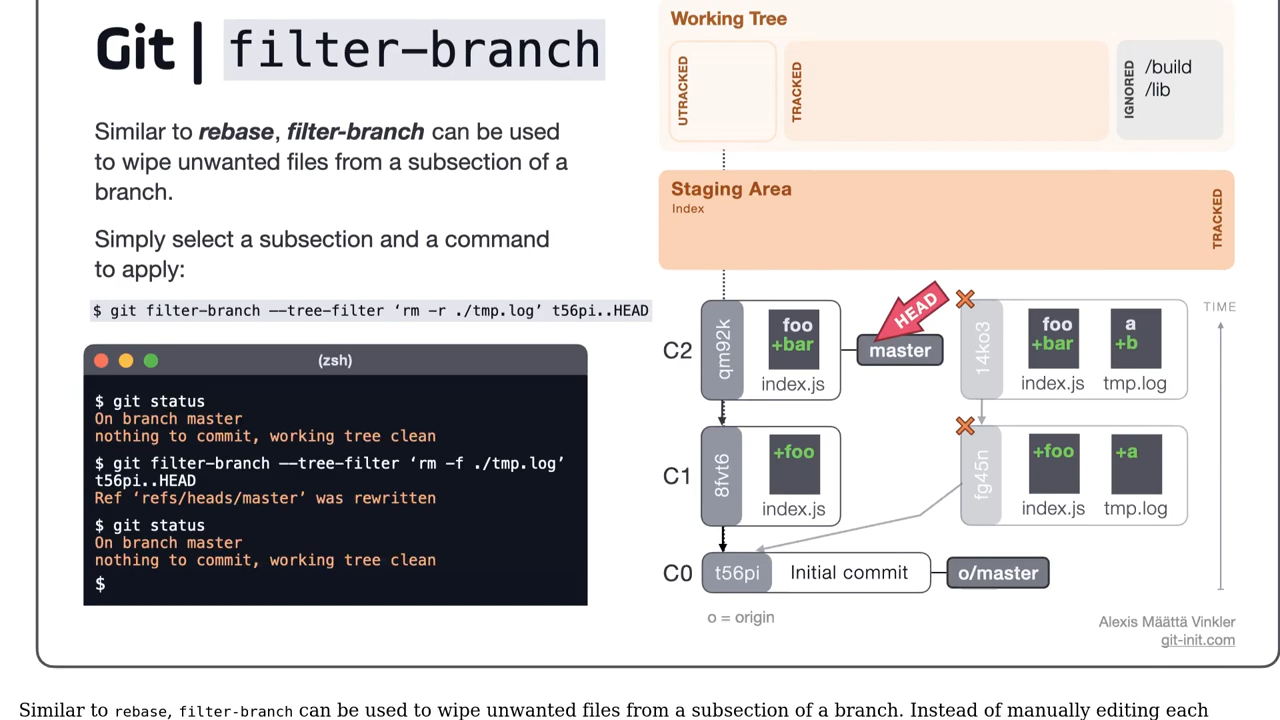 Git | filter–branch
Similar to rebase, filter-branch can be used
to wipe unwanted files from a subsection of a
branch.
Simply select a subsection and a command
to apply:
$ git filter-branch ––tree-filter ‘rm -r ./tmp.log’ t56pi..HEAD
(zsh)
$ git status
On branch master
nothing to commit, working tree clean
$ git filter-branch ––tree-filter ‘rm -f ./tmp.log’
t56pi..HEAD
Ref ‘refs/heads/master’ was rewritten
$ git status
On branch master
nothing to commit, working tree clean
$
Working Tree
UTRACKED
TRACKED
IGNORED
/build
/lib
Staging Area
Index
TRACKED
C2
qm92k
foo
+bar
index.js
master
HEAD
14ko3
foo
+bar
index.js
a
+b
tmp.log
TIME
C1
8fvt6
+foo
index.js
fg45n
+foo
index.js
+a
tmp.log
C0
t56pi
Initial commit
o/master
o = origin
Alexis Määttä Vinkler
git-init.com
Similar to rebase, filter-branch can be used to wipe unwanted files from a subsection of a branch. Instead of manually editing each